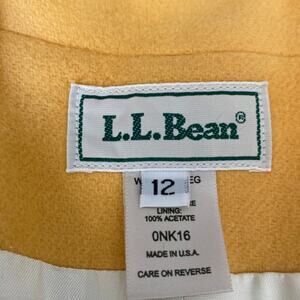 L.L.Bean®
12
LINING:
100% ACETATE
0NK16
MADE IN U.S.A.
CARE ON REVERSE